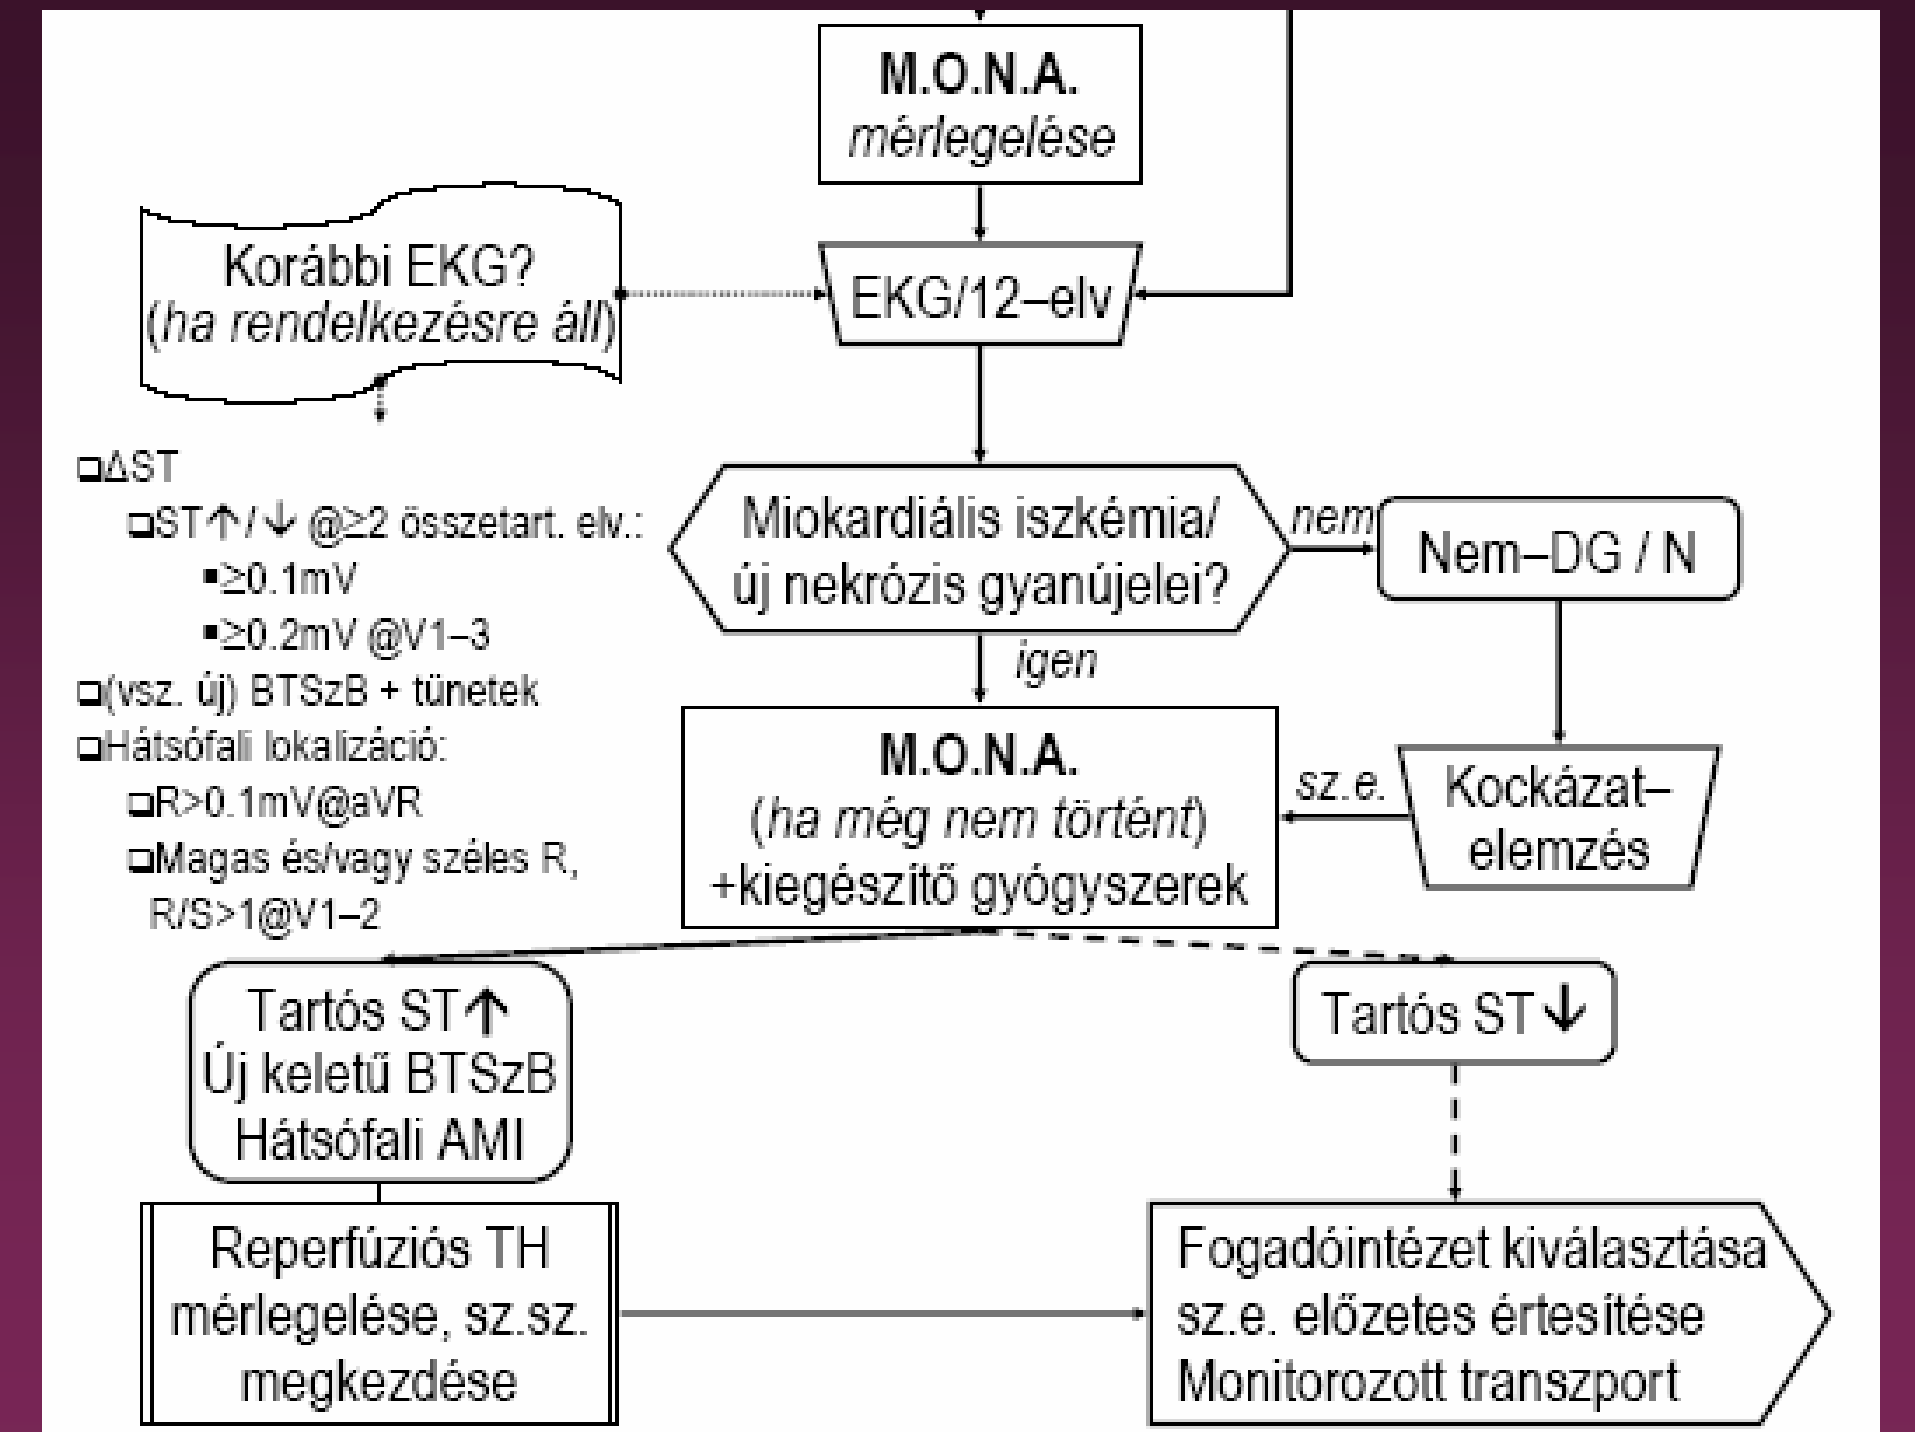 M.O.N.A.
mérlegelése
Korábbi EKG?
(ha rendelkezésre áll)
EKG/12–elv
❑ΔST
❑ST↑/↓ @≥2 összetart. elv.:
▪≥0.1mV
▪≥0.2mV @V1–3
❑(vsz. új) BTSzB + tünetek
❑Hátsófali lokalizáció:
❑R>0.1mV@aVR
❑Magas és/vagy széles R,
R/S>1@V1–2
Miokardiális iszkémia/
új nekrózis gyanújelei?
nem
Nem–DG / N
igen
M.O.N.A.
(ha még nem történt)
+kiegészítő gyógyszerek
sz.e.
Kockázat–
elemzés
Tartós ST↑
Új keletű BTSzB
Hátsófali AMI
Tartós ST↓
Reperfúziós TH
mérlegelése, sz.sz.
megkezdése
Fogadóintézet kiválasztása
sz.e. előzetes értesítése
Monitorozott transzport